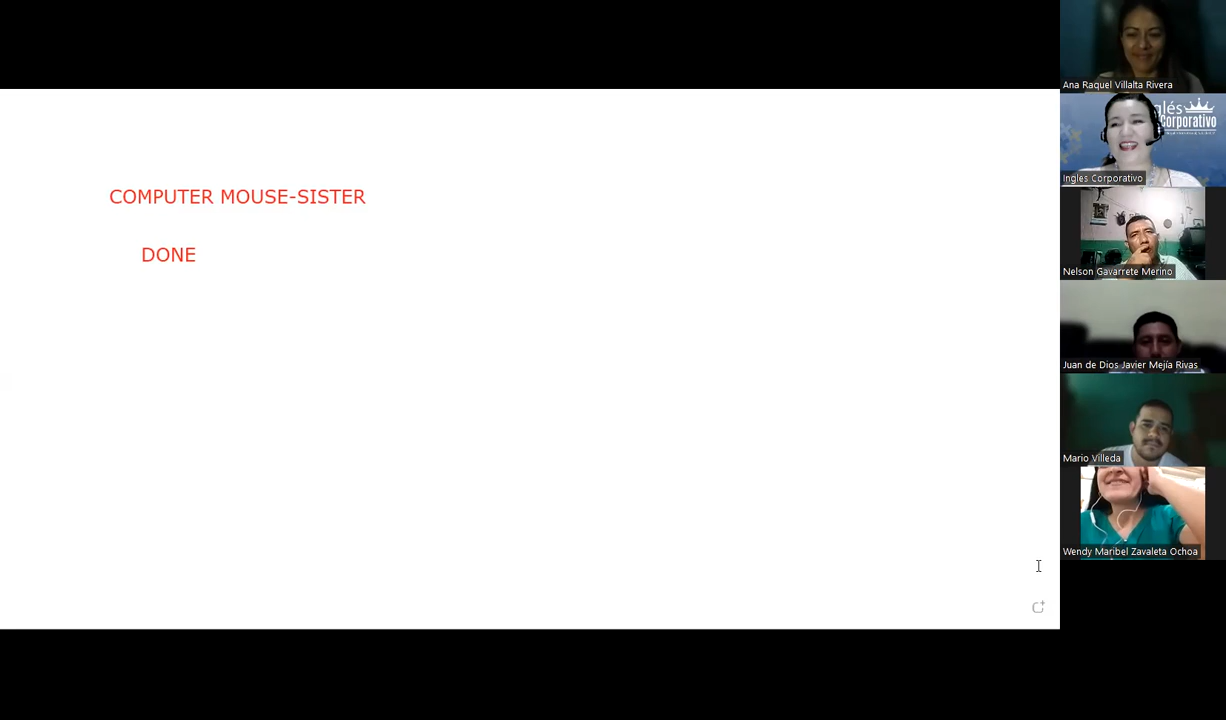 COMPUTER MOUSE-SISTER
DONE
Ana Raquel Villalta Rivera
glés
Corporativo
Ingles Corporativo
Nelson Gavarrete Merino
Juan de Dios Javier Mejía Rivas
Mario Villeda
Wendy Maribel Zavaleta Ochoa